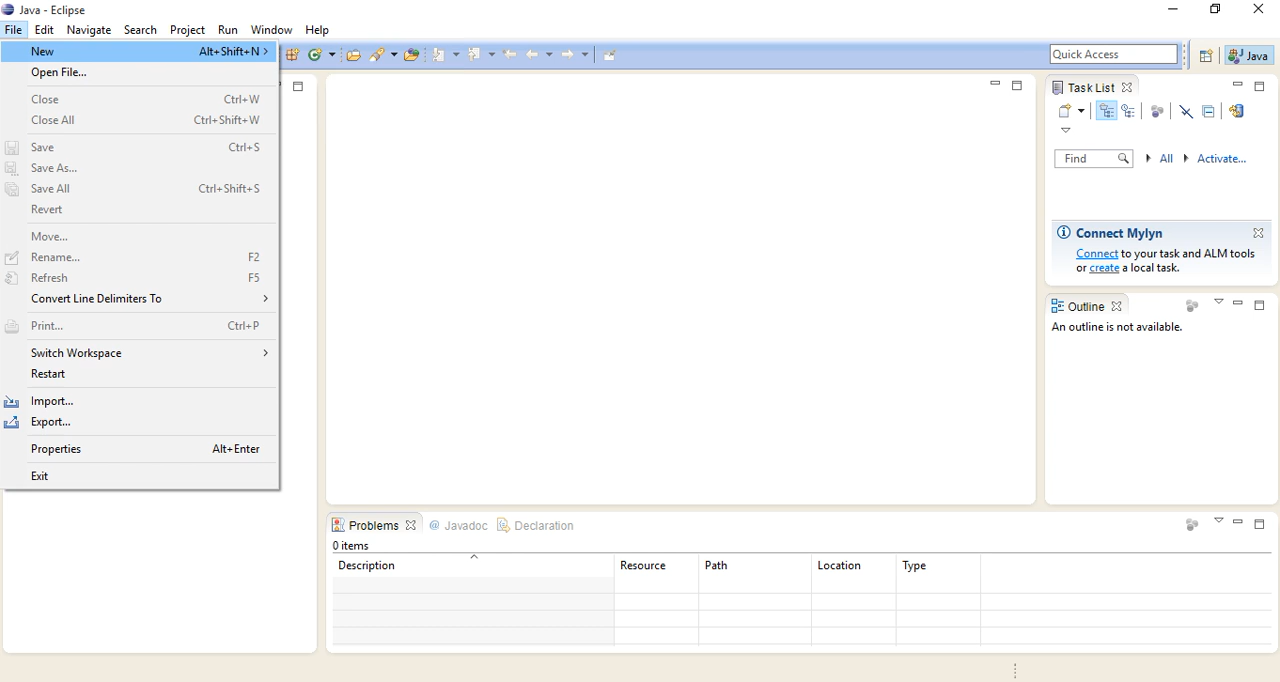 Java - Eclipse
File Edit Navigate Search Project Run Window Help
New Alt+Shift+N
Open File...
Close Ctrl+W
Close All Ctrl+Shift+W
Save Ctrl+S
Save As...
Save All Ctrl+Shift+S
Revert
Move...
Rename... F2
Refresh F5
Convert Line Delimiters To
Print... Ctrl+P
Switch Workspace
Restart
Import...
Export...
Properties Alt+Enter
Exit
Quick Access
Java
Task List
Find All Activate...
Connect Mylyn
Connect to your task and ALM tools
or create a local task.
Outline
An outline is not available.
Problems @ Javadoc Declaration
0 items
Description Resource Path Location Type